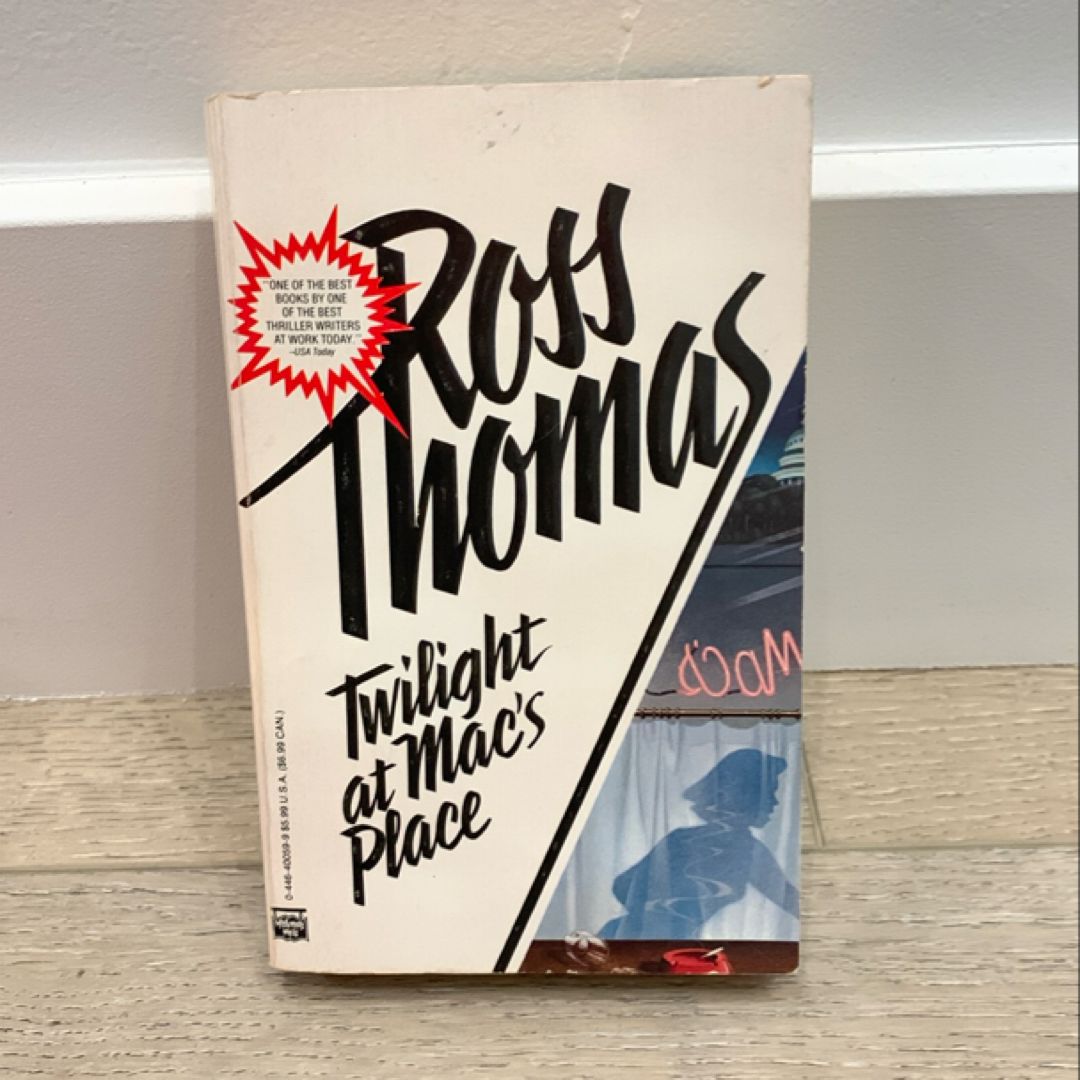 "ONE OF THE BEST
BOOKS BY ONE
OF THE BEST
THRILLER WRITERS
AT WORK TODAY."
–USA Today
Ross
Thomas
Twilight
at Mac's
Place
Mac's
0-446-40059-9 $5.99 U.S.A. ($6.99 CAN.)